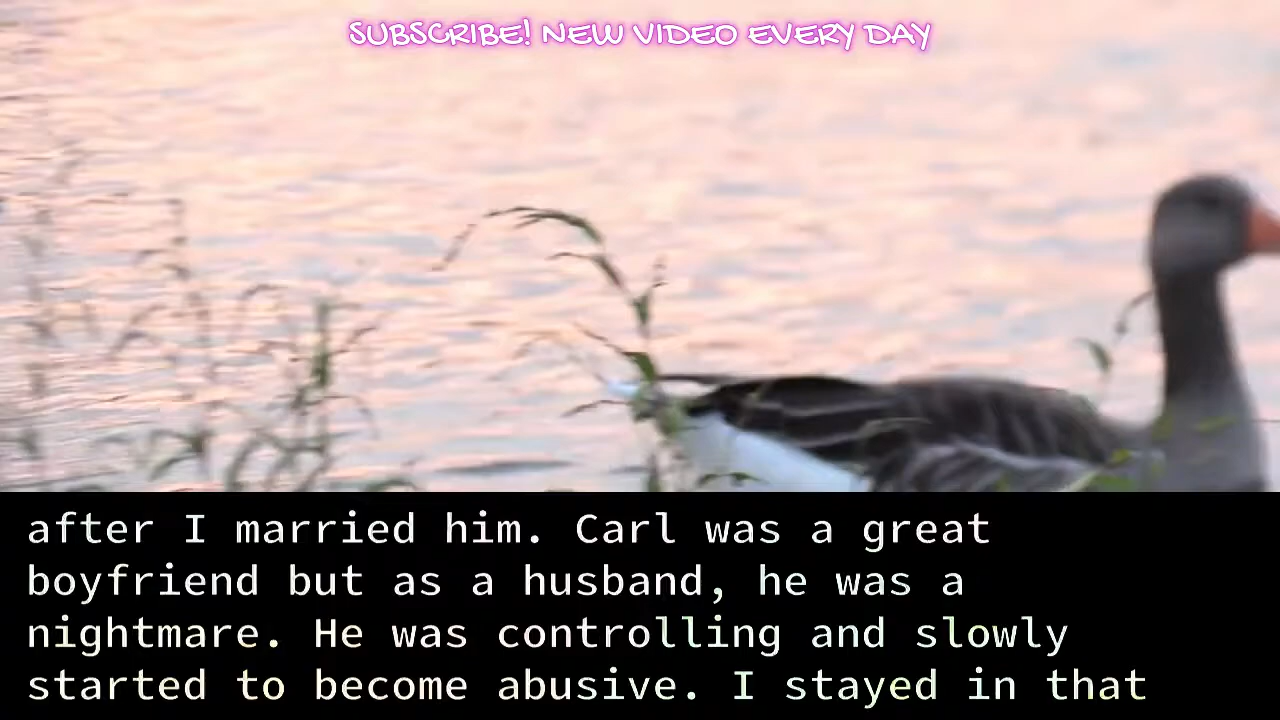 SUBSCRIBE! NEW VIDEO EVERY DAY
after I married him. Carl was a great
boyfriend but as a husband, he was a
nightmare. He was controlling and slowly
started to become abusive. I stayed in that